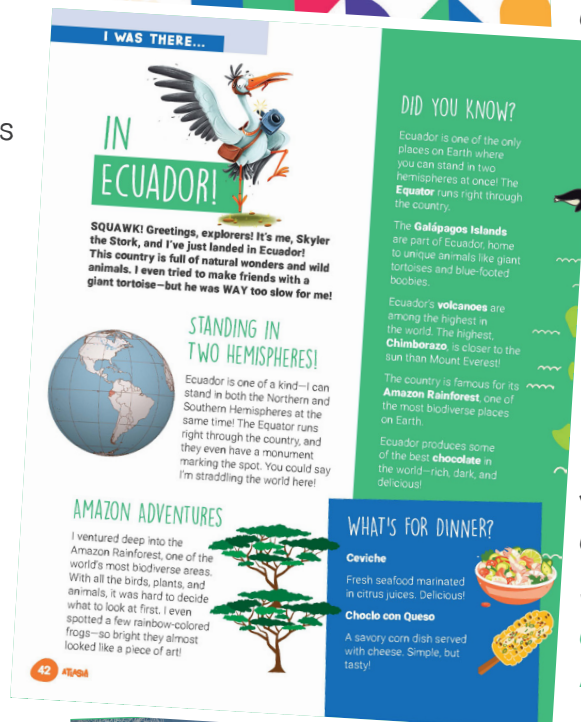 I WAS THERE...
IN
ECUADOR!
SQUAWK! Greetings, explorers! It's me, Skyler
the Stork, and I've just landed in Ecuador!
This country is full of natural wonders and wild
animals. I even tried to make friends with a
giant tortoise—but he was WAY too slow for me!
STANDING IN
TWO HEMISPHERES!
Ecuador is one of a kind—I can
stand in both the Northern and
Southern Hemispheres at the
same time! The Equator runs
right through the country, and
they even have a monument
marking the spot. You could say
I'm straddling the world here!
AMAZON ADVENTURES
I ventured deep into the
Amazon Rainforest, one of the
world's most biodiverse areas.
With all the birds, plants, and
animals, it was hard to decide
what to look at first. I even
spotted a few rainbow-colored
frogs—so bright they almost
looked like a piece of art!
42
DID YOU KNOW?
Ecuador is one of the only
places on Earth where
you can stand in two
hemispheres at once! The
Equator runs right through
the country.
The Galápagos Islands
are part of Ecuador, home
to unique animals like giant
tortoises and blue-footed
boobies.
Ecuador's volcanoes are
among the highest in
the world. The highest,
Chimborazo, is closer to the
sun than Mount Everest!
The country is famous for its
Amazon Rainforest, one of
the most biodiverse places
on Earth.
Ecuador produces some
of the best chocolate in
the world—rich, dark, and
delicious!
WHAT'S FOR DINNER?
Ceviche
Fresh seafood marinated
in citrus juices. Delicious!
Choclo con Queso
A savory corn dish served
with cheese. Simple, but
tasty!